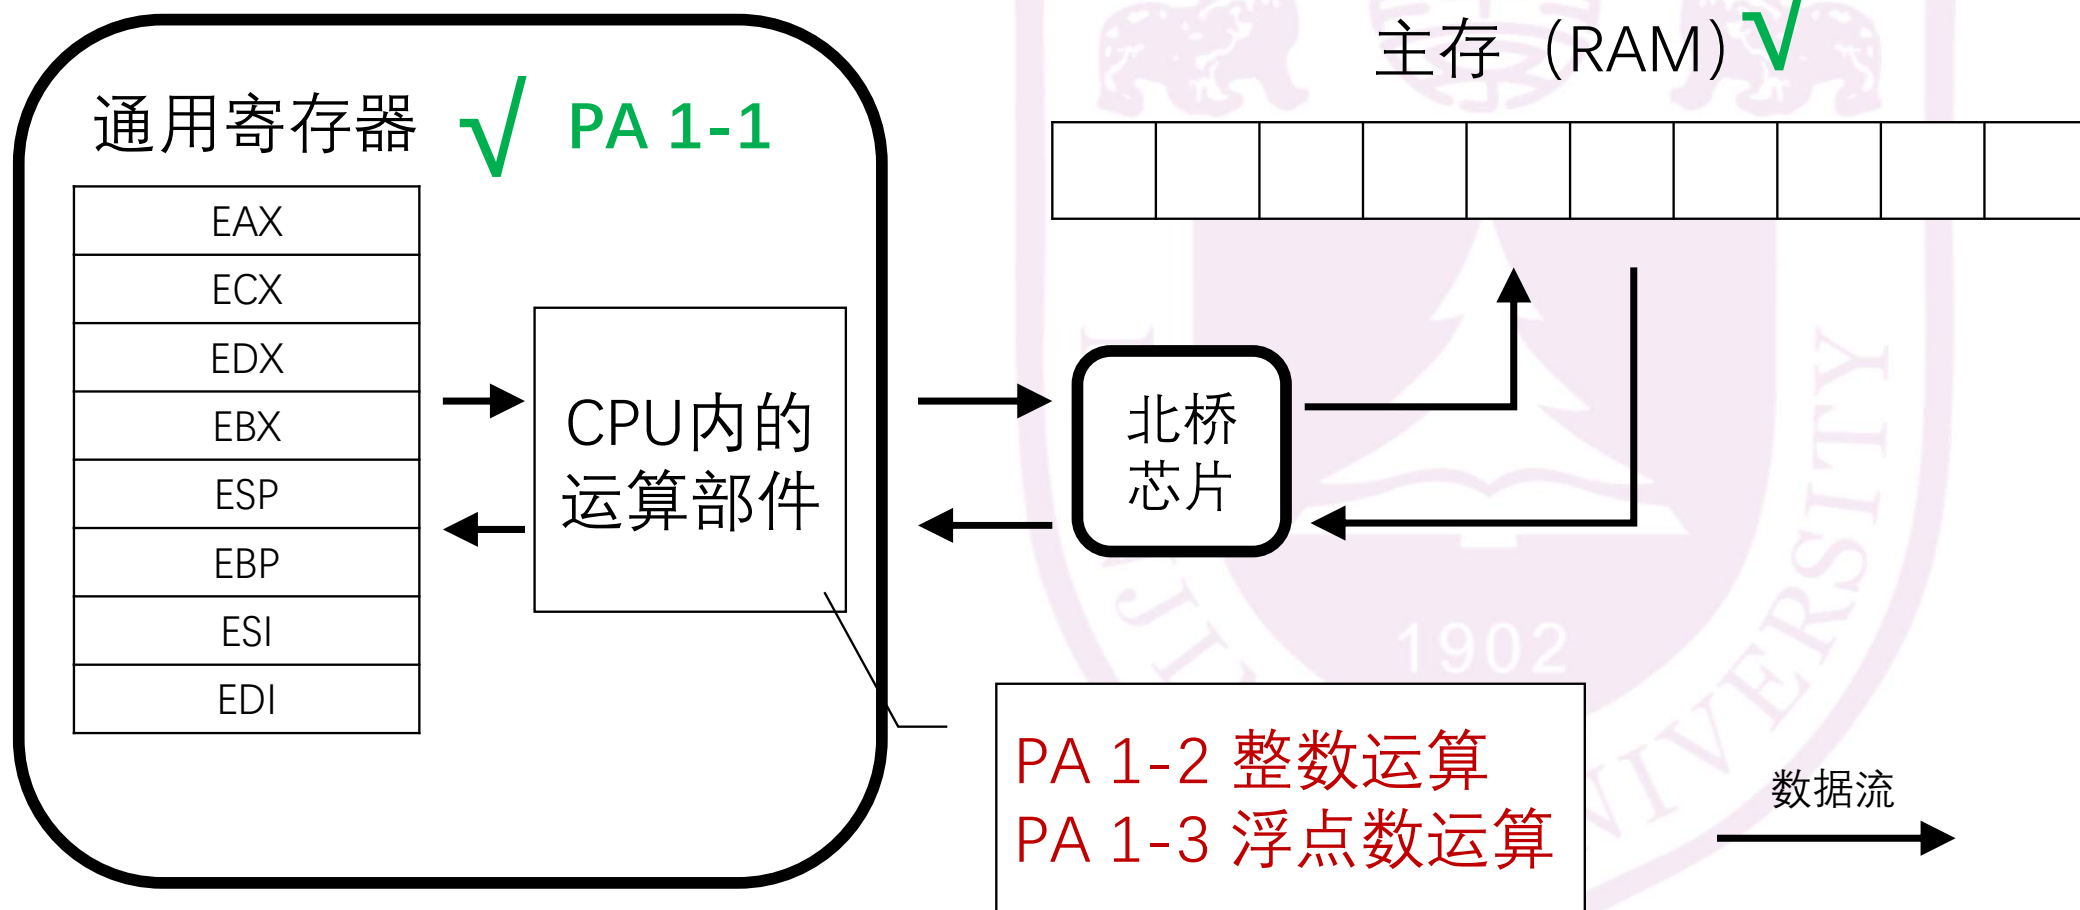 通用寄存器 √ PA 1-1
EAX
ECX
EDX
EBX
ESP
EBP
ESI
EDI
CPU内的
运算部件
主存（RAM）√
北桥
芯片
1902
UNIVERSITY
PA 1-2 整数运算
PA 1-3 浮点数运算
数据流